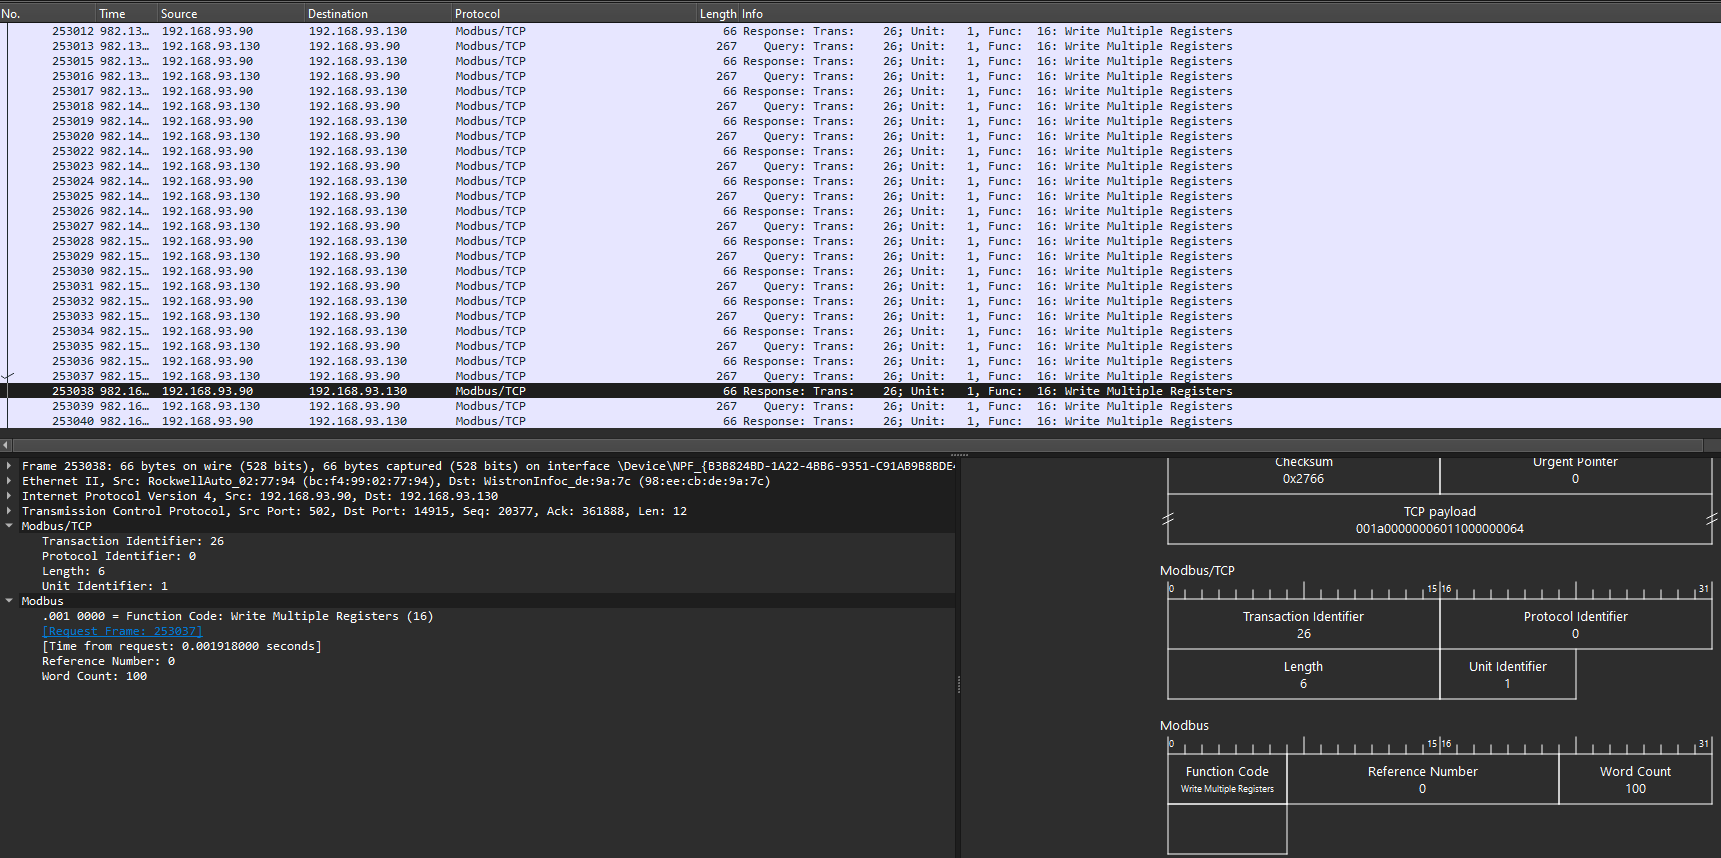 No. Time Source Destination Protocol Length Info
253012 982.13… 192.168.93.90 192.168.93.130 Modbus/TCP 66 Response: Trans: 26; Unit: 1, Func: 16: Write Multiple Registers
253013 982.13… 192.168.93.130 192.168.93.90 Modbus/TCP 267 Query: Trans: 26; Unit: 1, Func: 16: Write Multiple Registers
253015 982.13… 192.168.93.90 192.168.93.130 Modbus/TCP 66 Response: Trans: 26; Unit: 1, Func: 16: Write Multiple Registers
253016 982.13… 192.168.93.130 192.168.93.90 Modbus/TCP 267 Query: Trans: 26; Unit: 1, Func: 16: Write Multiple Registers
253017 982.13… 192.168.93.90 192.168.93.130 Modbus/TCP 66 Response: Trans: 26; Unit: 1, Func: 16: Write Multiple Registers
253018 982.14… 192.168.93.130 192.168.93.90 Modbus/TCP 267 Query: Trans: 26; Unit: 1, Func: 16: Write Multiple Registers
253019 982.14… 192.168.93.90 192.168.93.130 Modbus/TCP 66 Response: Trans: 26; Unit: 1, Func: 16: Write Multiple Registers
253020 982.14… 192.168.93.130 192.168.93.90 Modbus/TCP 267 Query: Trans: 26; Unit: 1, Func: 16: Write Multiple Registers
253022 982.14… 192.168.93.90 192.168.93.130 Modbus/TCP 66 Response: Trans: 26; Unit: 1, Func: 16: Write Multiple Registers
253023 982.14… 192.168.93.130 192.168.93.90 Modbus/TCP 267 Query: Trans: 26; Unit: 1, Func: 16: Write Multiple Registers
253024 982.14… 192.168.93.90 192.168.93.130 Modbus/TCP 66 Response: Trans: 26; Unit: 1, Func: 16: Write Multiple Registers
253025 982.14… 192.168.93.130 192.168.93.90 Modbus/TCP 267 Query: Trans: 26; Unit: 1, Func: 16: Write Multiple Registers
253026 982.14… 192.168.93.90 192.168.93.130 Modbus/TCP 66 Response: Trans: 26; Unit: 1, Func: 16: Write Multiple Registers
253027 982.14… 192.168.93.130 192.168.93.90 Modbus/TCP 267 Query: Trans: 26; Unit: 1, Func: 16: Write Multiple Registers
253028 982.15… 192.168.93.90 192.168.93.130 Modbus/TCP 66 Response: Trans: 26; Unit: 1, Func: 16: Write Multiple Registers
253029 982.15… 192.168.93.130 192.168.93.90 Modbus/TCP 267 Query: Trans: 26; Unit: 1, Func: 16: Write Multiple Registers
253030 982.15… 192.168.93.90 192.168.93.130 Modbus/TCP 66 Response: Trans: 26; Unit: 1, Func: 16: Write Multiple Registers
253031 982.15… 192.168.93.130 192.168.93.90 Modbus/TCP 267 Query: Trans: 26; Unit: 1, Func: 16: Write Multiple Registers
253032 982.15… 192.168.93.90 192.168.93.130 Modbus/TCP 66 Response: Trans: 26; Unit: 1, Func: 16: Write Multiple Registers
253033 982.15… 192.168.93.130 192.168.93.90 Modbus/TCP 267 Query: Trans: 26; Unit: 1, Func: 16: Write Multiple Registers
253034 982.15… 192.168.93.90 192.168.93.130 Modbus/TCP 66 Response: Trans: 26; Unit: 1, Func: 16: Write Multiple Registers
253035 982.15… 192.168.93.130 192.168.93.90 Modbus/TCP 267 Query: Trans: 26; Unit: 1, Func: 16: Write Multiple Registers
253036 982.15… 192.168.93.90 192.168.93.130 Modbus/TCP 66 Response: Trans: 26; Unit: 1, Func: 16: Write Multiple Registers
253037 982.15… 192.168.93.130 192.168.93.90 Modbus/TCP 267 Query: Trans: 26; Unit: 1, Func: 16: Write Multiple Registers
253038 982.16… 192.168.93.90 192.168.93.130 Modbus/TCP 66 Response: Trans: 26; Unit: 1, Func: 16: Write Multiple Registers
253039 982.16… 192.168.93.130 192.168.93.90 Modbus/TCP 267 Query: Trans: 26; Unit: 1, Func: 16: Write Multiple Registers
253040 982.16… 192.168.93.90 192.168.93.130 Modbus/TCP 66 Response: Trans: 26; Unit: 1, Func: 16: Write Multiple Registers
Frame 253038: 66 bytes on wire (528 bits), 66 bytes captured (528 bits) on interface \Device\NPF_{B3B824BD-1A22-4BB6-9351-C91AB9B8BDE4
Ethernet II, Src: RockwellAuto_02:77:94 (bc:f4:99:02:77:94), Dst: WistronInfoc_de:9a:7c (98:ee:cb:de:9a:7c)
Internet Protocol Version 4, Src: 192.168.93.90, Dst: 192.168.93.130
Transmission Control Protocol, Src Port: 502, Dst Port: 14915, Seq: 20377, Ack: 361888, Len: 12
Modbus/TCP
Transaction Identifier: 26
Protocol Identifier: 0
Length: 6
Unit Identifier: 1
Modbus
.001 0000 = Function Code: Write Multiple Registers (16)
[Request Frame: 253037]
[Time from request: 0.001918000 seconds]
Reference Number: 0
Word Count: 100
Checksum Urgent Pointer
0x2766 0
TCP payload
001a00000006011000000064
Modbus/TCP
0 15 16 31
Transaction Identifier Protocol Identifier
26 0
Length Unit Identifier
6 1
Modbus
0 15 16 31
Function Code Reference Number Word Count
Write Multiple Registers 0 100